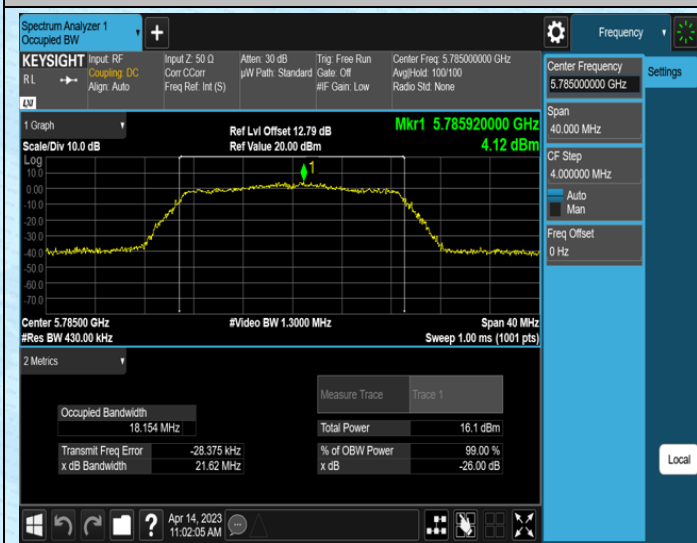 Spectrum Analyzer 1
Occupied BW
+
Frequency
KEYSIGHT
R L
LXI
Input: RF
Coupling: DC
Align: Auto
Input Z: 50 Ω
Corr CCorr
Freq Ref: Int (S)
Atten: 30 dB
µW Path: Standard
Trig: Free Run
Gate: Off
#IF Gain: Low
Center Freq: 5.785000000 GHz
Avg|Hold: 100/100
Radio Std: None
Center Frequency
5.785000000 GHz
Settings
Span
40.000 MHz
CF Step
4.000000 MHz
Auto
Man
Freq Offset
0 Hz
Local
1 Graph
Scale/Div 10.0 dB
Ref Lvl Offset 12.79 dB
Ref Value 20.00 dBm
Mkr1 5.785920000 GHz
4.12 dBm
Log
10.0
0.00
-10.0
-20.0
-30.0
-40.0
-50.0
-60.0
-70.0
1
Center 5.78500 GHz
#Res BW 430.00 kHz
#Video BW 1.3000 MHz
Span 40 MHz
Sweep 1.00 ms (1001 pts)
2 Metrics
Measure Trace Trace 1
Occupied Bandwidth
18.154 MHz
Total Power 16.1 dBm
Transmit Freq Error -28.375 kHz
% of OBW Power 99.00 %
x dB Bandwidth 21.62 MHz
x dB -26.00 dB
?
Apr 14, 2023
11:02:05 AM